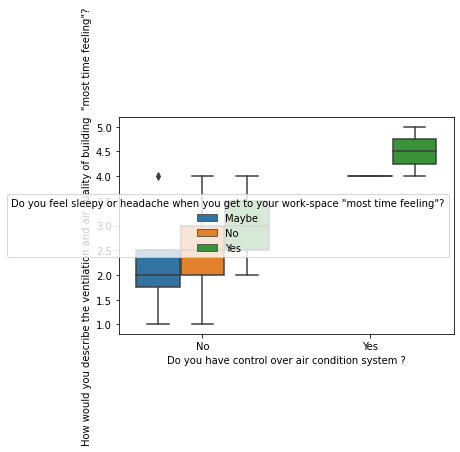 How would you describe the ventilation and air quality of building "most time feeling"?
5.0
4.5
4.0
3.5
3.0
2.5
2.0
1.5
1.0
Do you feel sleepy or headache when you get to your work-space "most time feeling"?
Maybe
No
Yes
No
Yes
Do you have control over air condition system ?